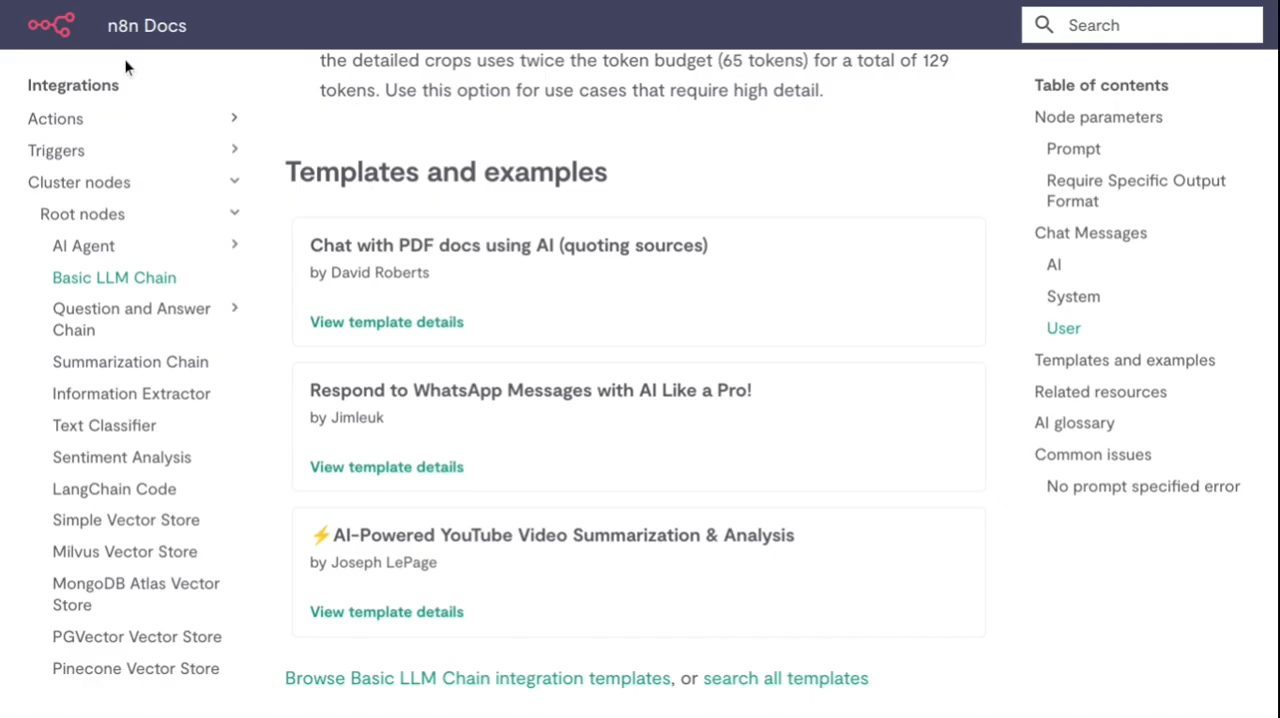 n8n Docs
Search
Integrations
Actions
Triggers
Cluster nodes
Root nodes
AI Agent
Basic LLM Chain
Question and Answer
Chain
Summarization Chain
Information Extractor
Text Classifier
Sentiment Analysis
LangChain Code
Simple Vector Store
Milvus Vector Store
MongoDB Atlas Vector
Store
PGVector Vector Store
Pinecone Vector Store
the detailed crops uses twice the token budget (65 tokens) for a total of 129
tokens. Use this option for use cases that require high detail.
Templates and examples
Chat with PDF docs using AI (quoting sources)
by David Roberts
View template details
Respond to WhatsApp Messages with AI Like a Pro!
by Jimleuk
View template details
⚡AI-Powered YouTube Video Summarization & Analysis
by Joseph LePage
View template details
Browse Basic LLM Chain integration templates, or search all templates
Table of contents
Node parameters
Prompt
Require Specific Output
Format
Chat Messages
AI
System
User
Templates and examples
Related resources
AI glossary
Common issues
No prompt specified error